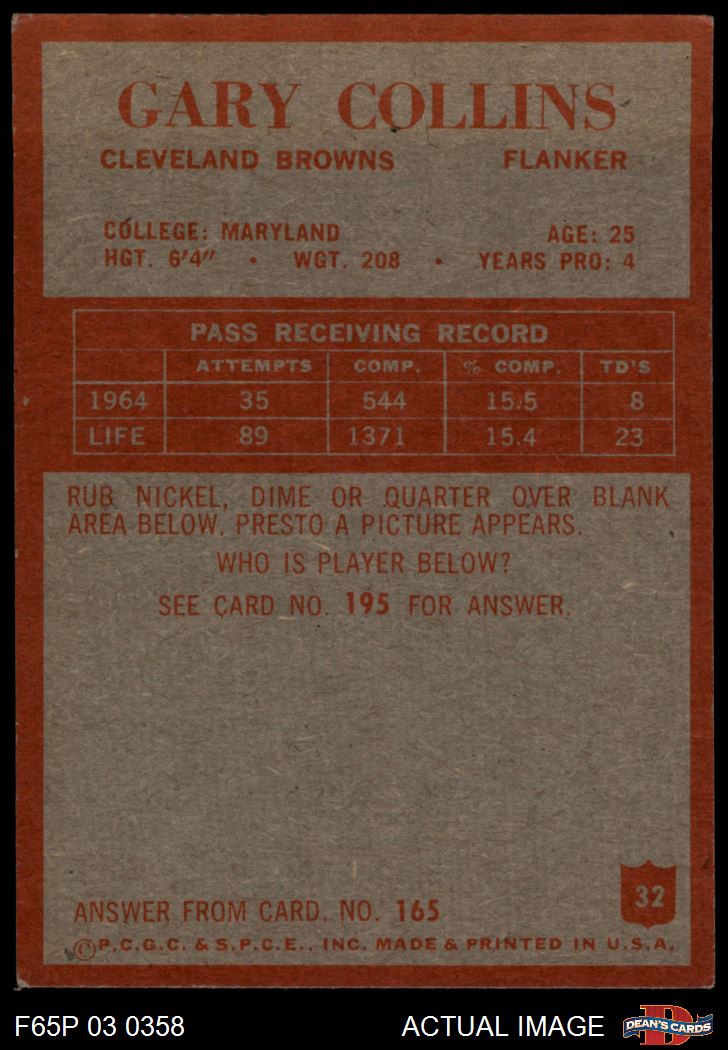 GARY COLLINS
CLEVELAND BROWNS FLANKER
COLLEGE: MARYLAND AGE: 25
HGT. 6'4" • WGT. 208 • YEARS PRO: 4
PASS RECEIVING RECORD
ATTEMPTS COMP. % COMP. TD'S
1964 35 544 15.5 8
LIFE 89 1371 15.4 23
RUB NICKEL, DIME OR QUARTER OVER BLANK
AREA BELOW. PRESTO A PICTURE APPEARS.
WHO IS PLAYER BELOW?
SEE CARD NO. 195 FOR ANSWER.
32
ANSWER FROM CARD. NO. 165
©P.C.G.C. & S.P.C.E., INC. MADE & PRINTED IN U.S.A.
F65P 03 0358 ACTUAL IMAGE
D
DEAN'S CARDS